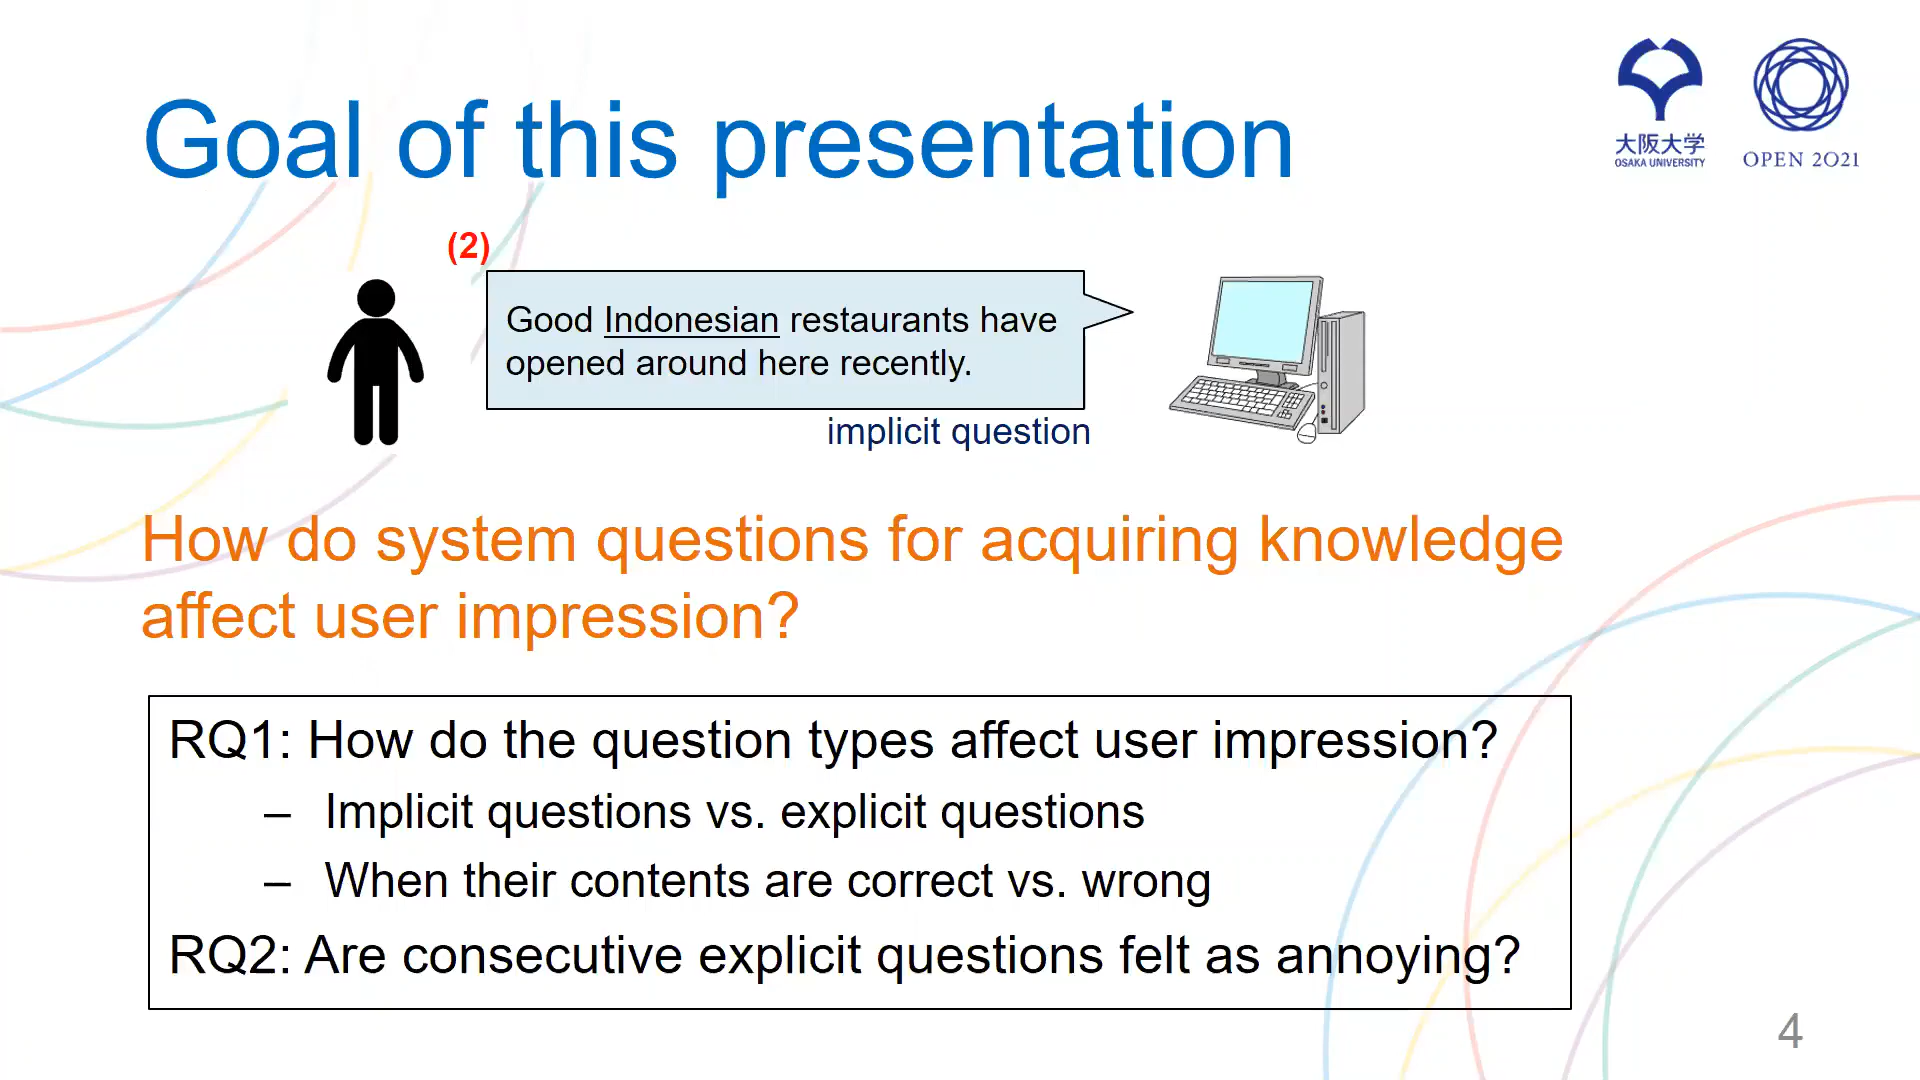 Goal of this presentation
大阪大学
OSAKA UNIVERSITY
OPEN 2O21
(2)
Good Indonesian restaurants have
opened around here recently.
implicit question
How do system questions for acquiring knowledge
affect user impression?
RQ1: How do the question types affect user impression?
– Implicit questions vs. explicit questions
– When their contents are correct vs. wrong
RQ2: Are consecutive explicit questions felt as annoying?
4